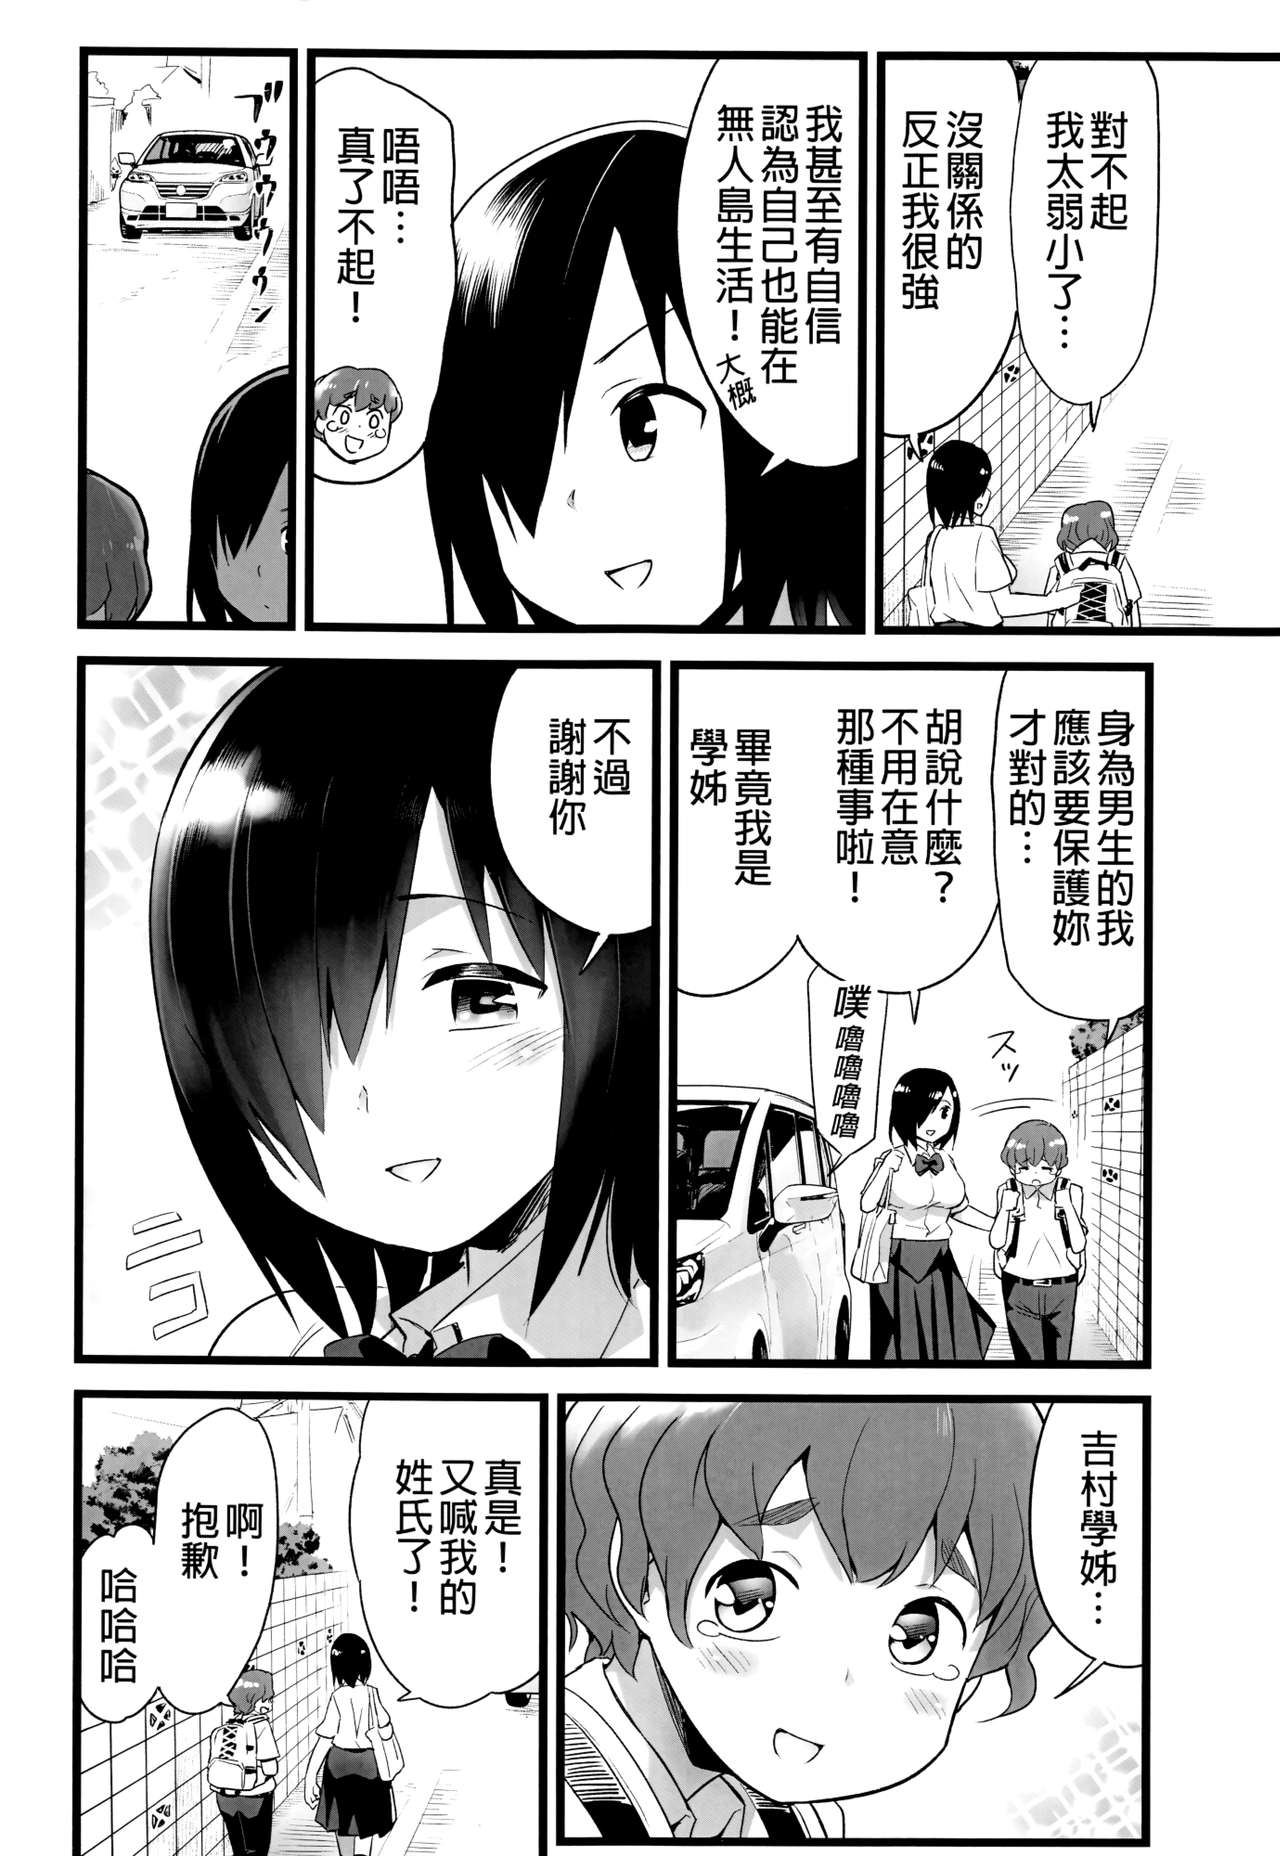 對不起
我太弱小了…
沒關係的
反正我很強
我甚至有自信
認為自己也能在
無人島生活！
大概
唔唔…
真了不起！
ブウウウウウン
身為男生的我
應該要保護妳
才對的…
胡說什麼？
不用在意
那種事啦！
畢竟我是
學姊
スッ
噗嚕嚕嚕嚕
不過
謝謝你
ニコ
吉村學姊…
真是！
又喊我的
姓氏了！
啊！
抱歉
哈哈哈